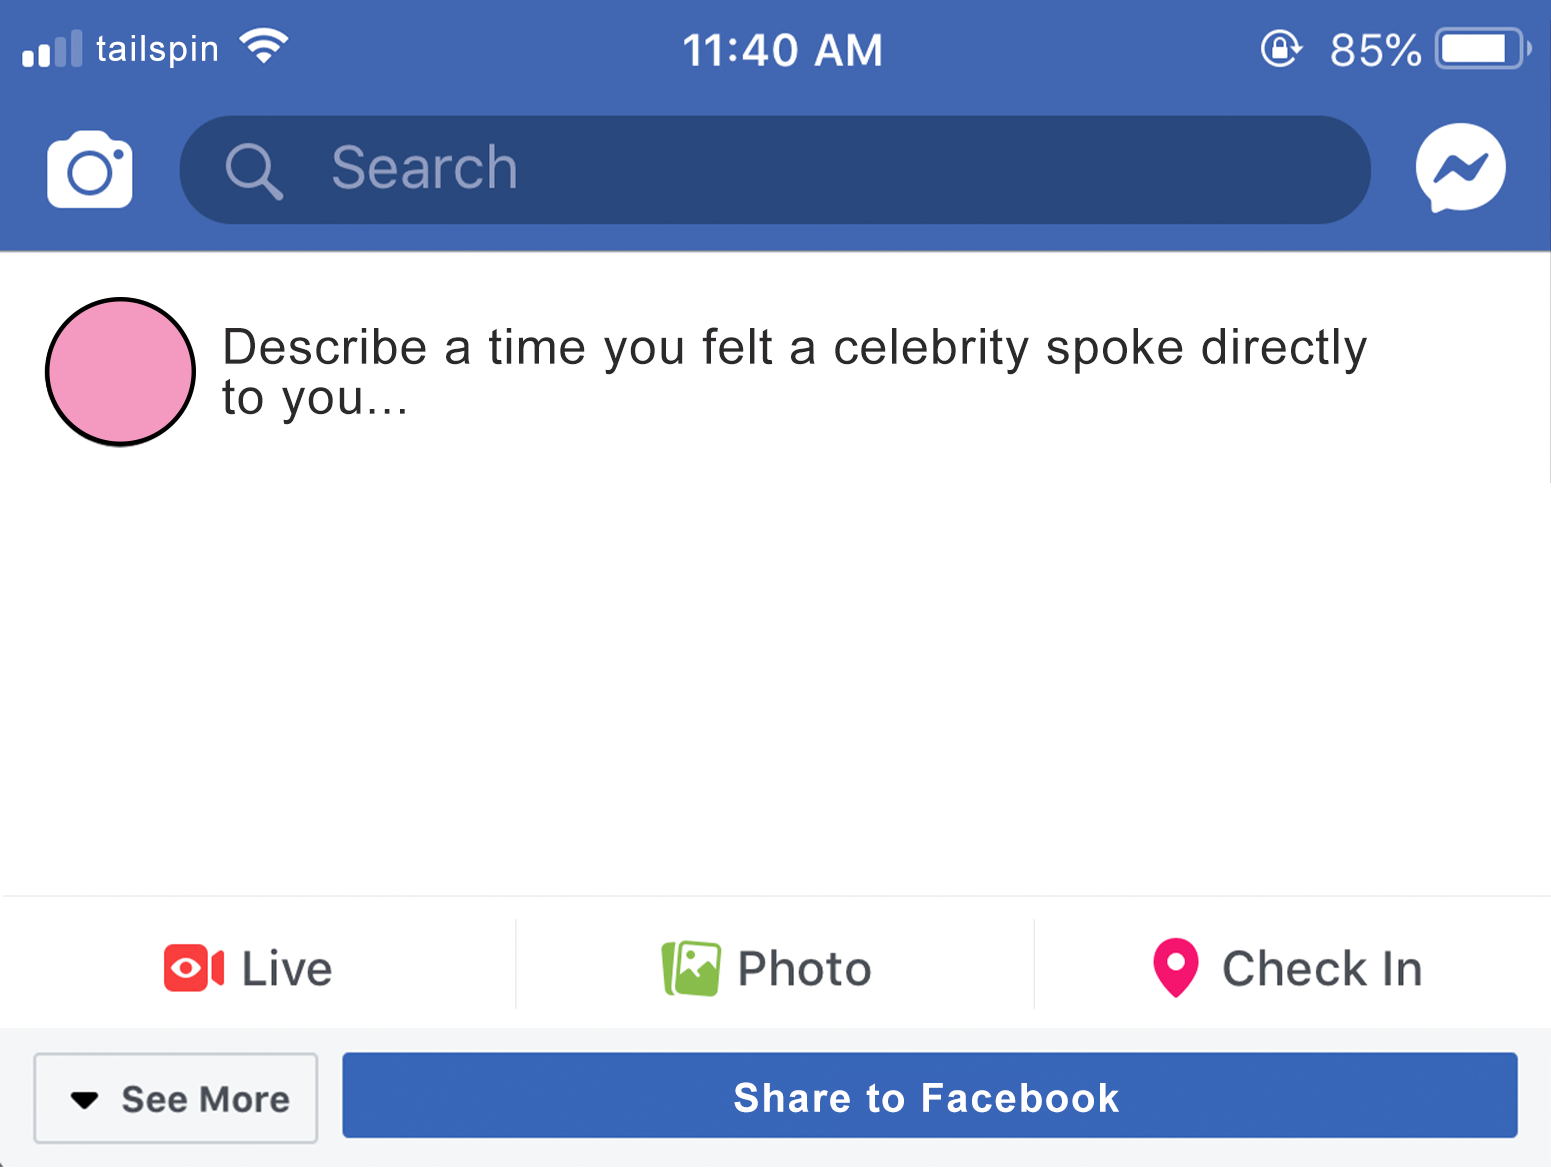 tailspin 11:40 AM 85%
Search
Describe a time you felt a celebrity spoke directly
to you...
Live Photo Check In
See More Share to Facebook